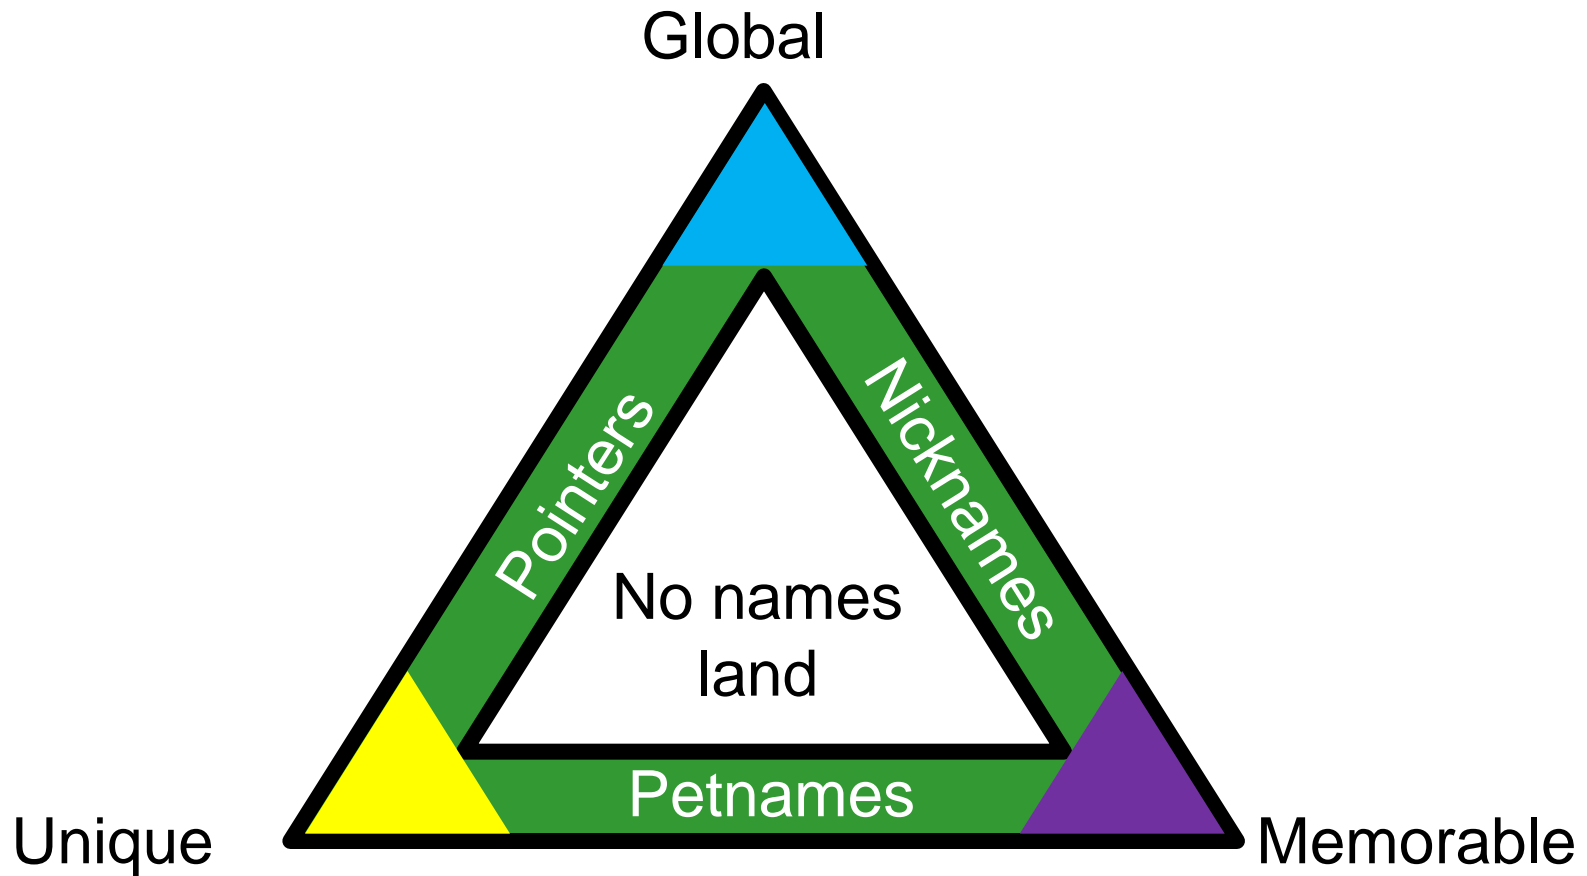 Global
Pointers
Nicknames
No names
land
Petnames
Unique
Memorable